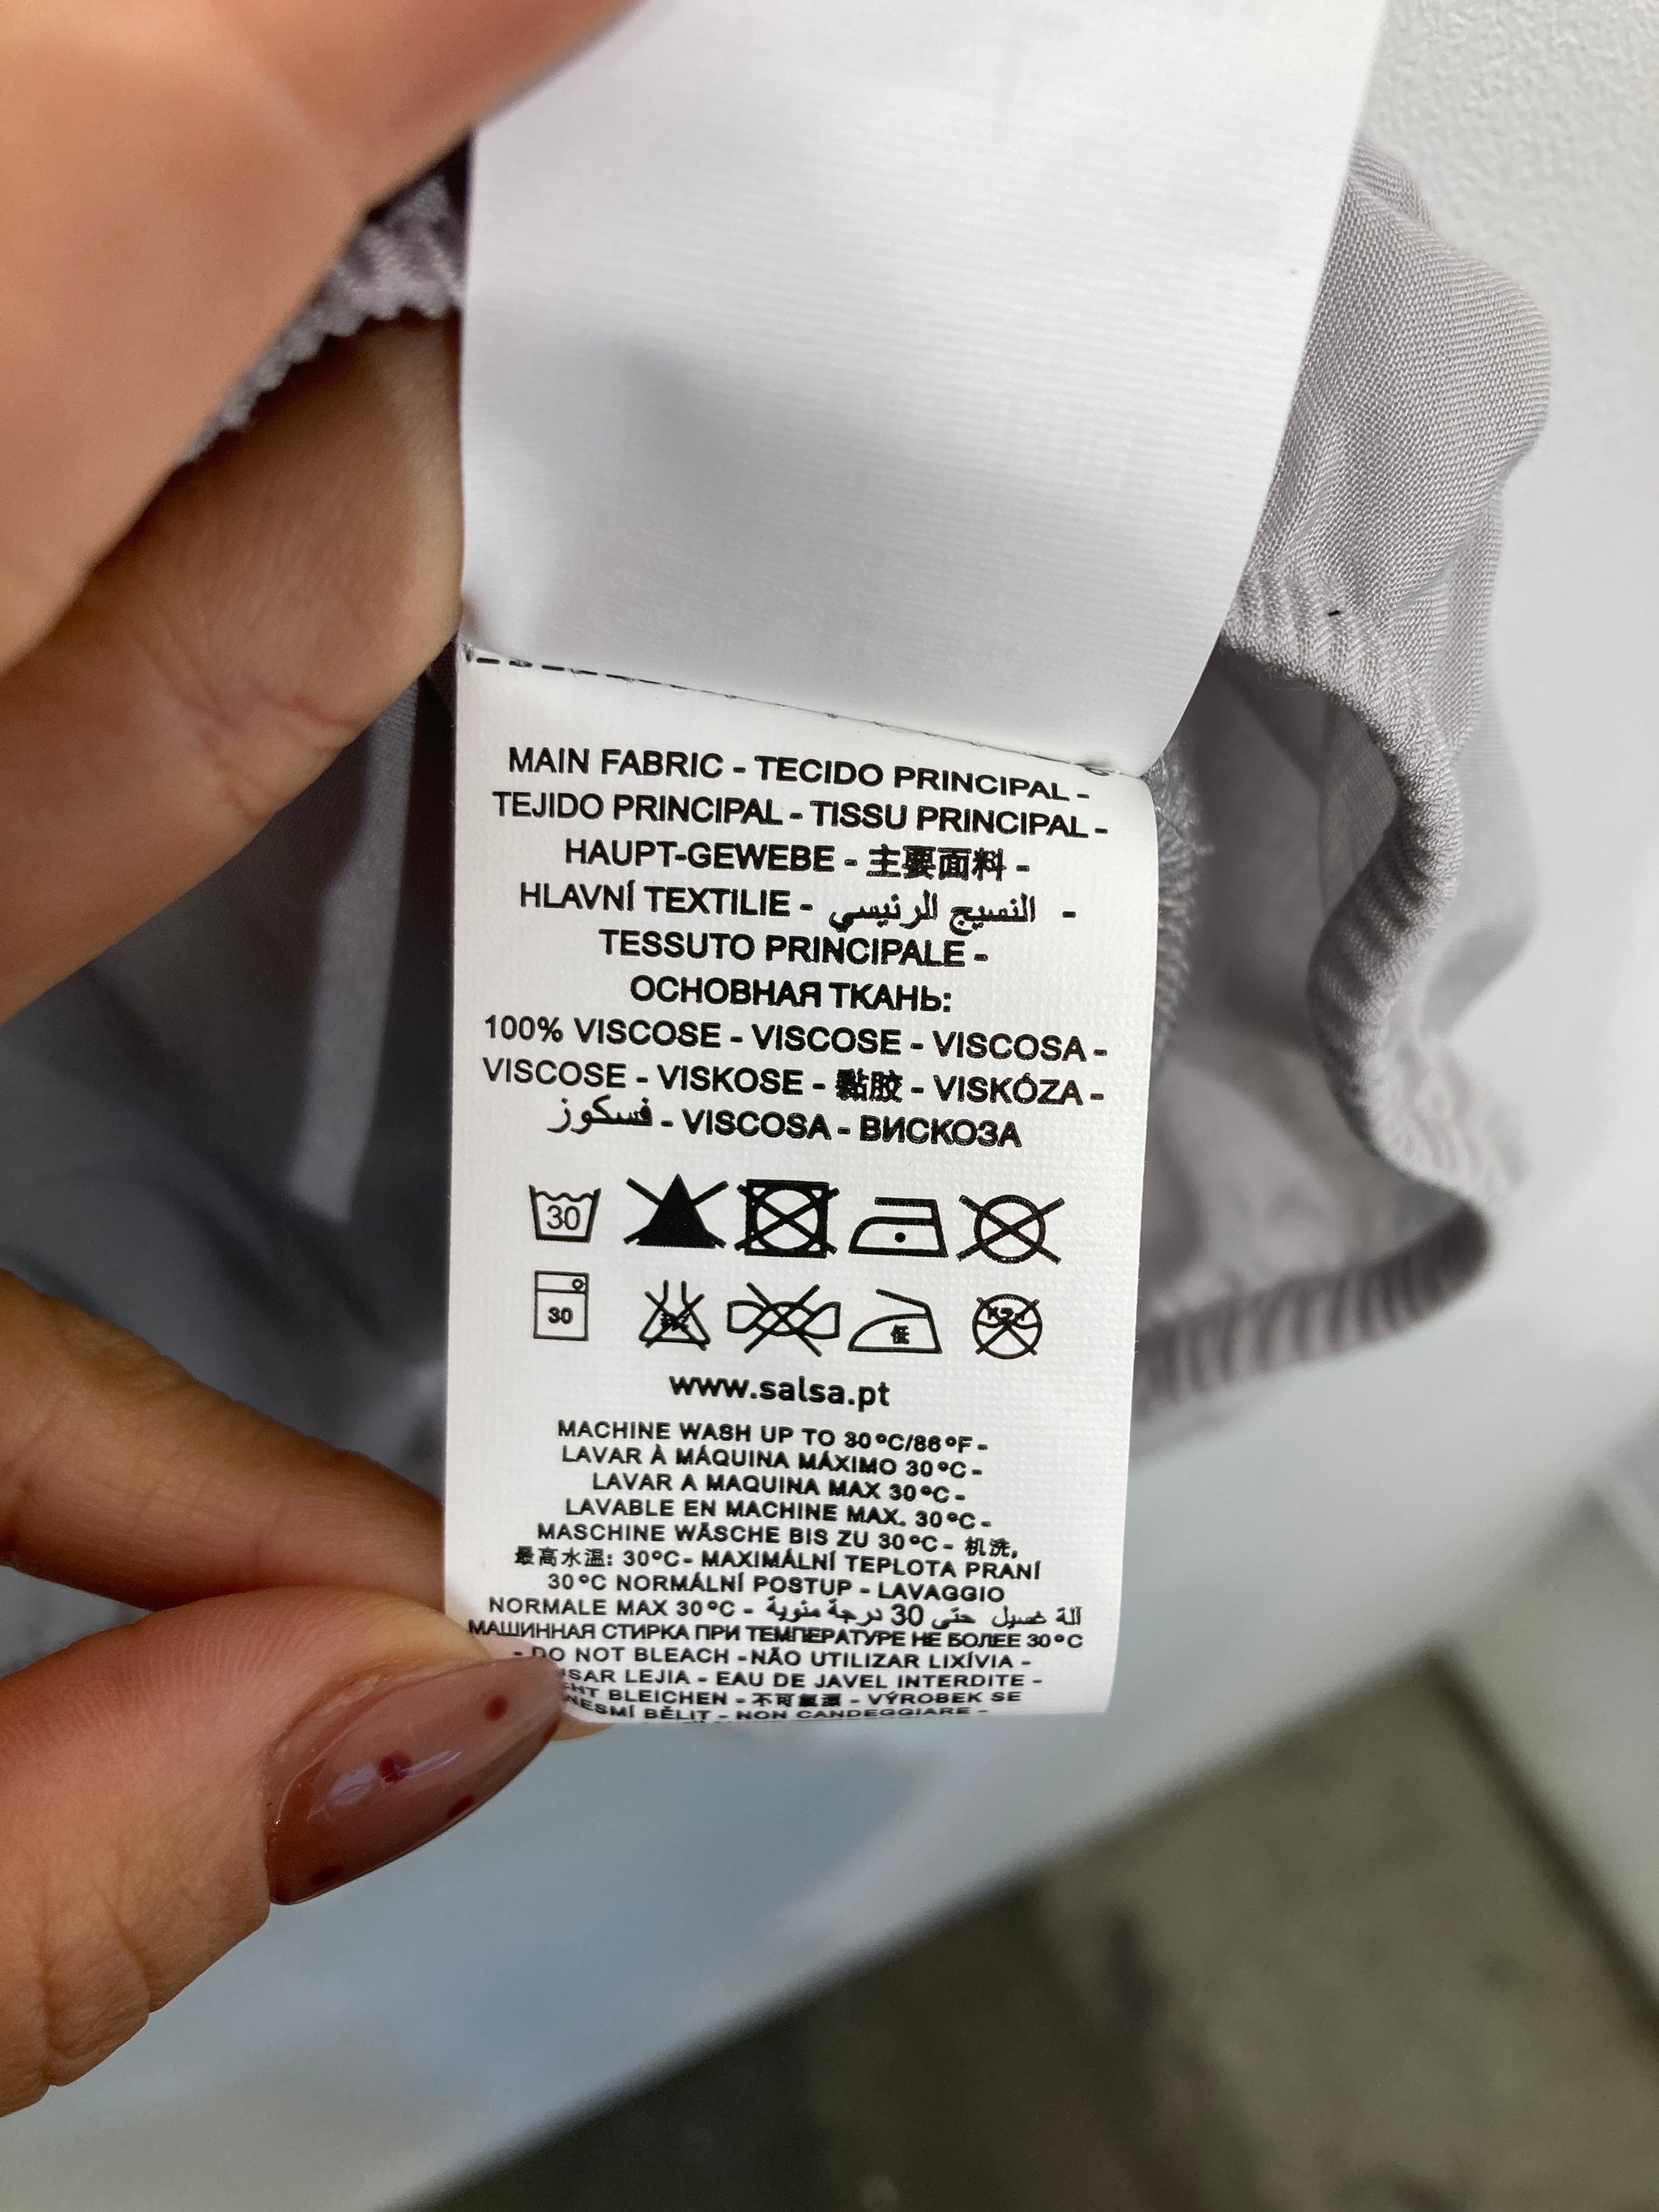 MAIN FABRIC - TECIDO PRINCIPAL -
TEJIDO PRINCIPAL - TISSU PRINCIPAL -
HAUPT-GEWEBE - 主要面料 -
HLAVNÍ TEXTILIE - النسيج الرئيسي -
TESSUTO PRINCIPALE -
ОСНОВНАЯ ТКАНЬ:
100% VISCOSE - VISCOSE - VISCOSA -
VISCOSE - VISKOSE - 黏胶 - VISKÓZA -
فسكوز - VISCOSA - ВИСКОЗА
30
30 低
www.salsa.pt
MACHINE WASH UP TO 30°C/86°F -
LAVAR À MÁQUINA MÁXIMO 30°C -
LAVAR A MAQUINA MAX 30°C -
LAVABLE EN MACHINE MAX. 30°C -
MASCHINE WÄSCHE BIS ZU 30°C - 机洗,
最高水温: 30°C- MAXIMÁLNÍ TEPLOTA PRANÍ
30°C NORMÁLNÍ POSTUP - LAVAGGIO
NORMALE MAX 30°C - آلة غسيل حتى 30 درجة مئوية
МАШИННАЯ СТИРКА ПРИ ТЕМПЕРАТУРЕ НЕ БОЛЕЕ 30°C
- DO NOT BLEACH -NÃO UTILIZAR LIXÍVIA -
LEJIA - EAU DE JAVEL INTERDITE -
BLEICHEN - 不可氯漂 - VÝROBEK SE
NESMÍ BĚLIT - NON CANDEGGIARE -